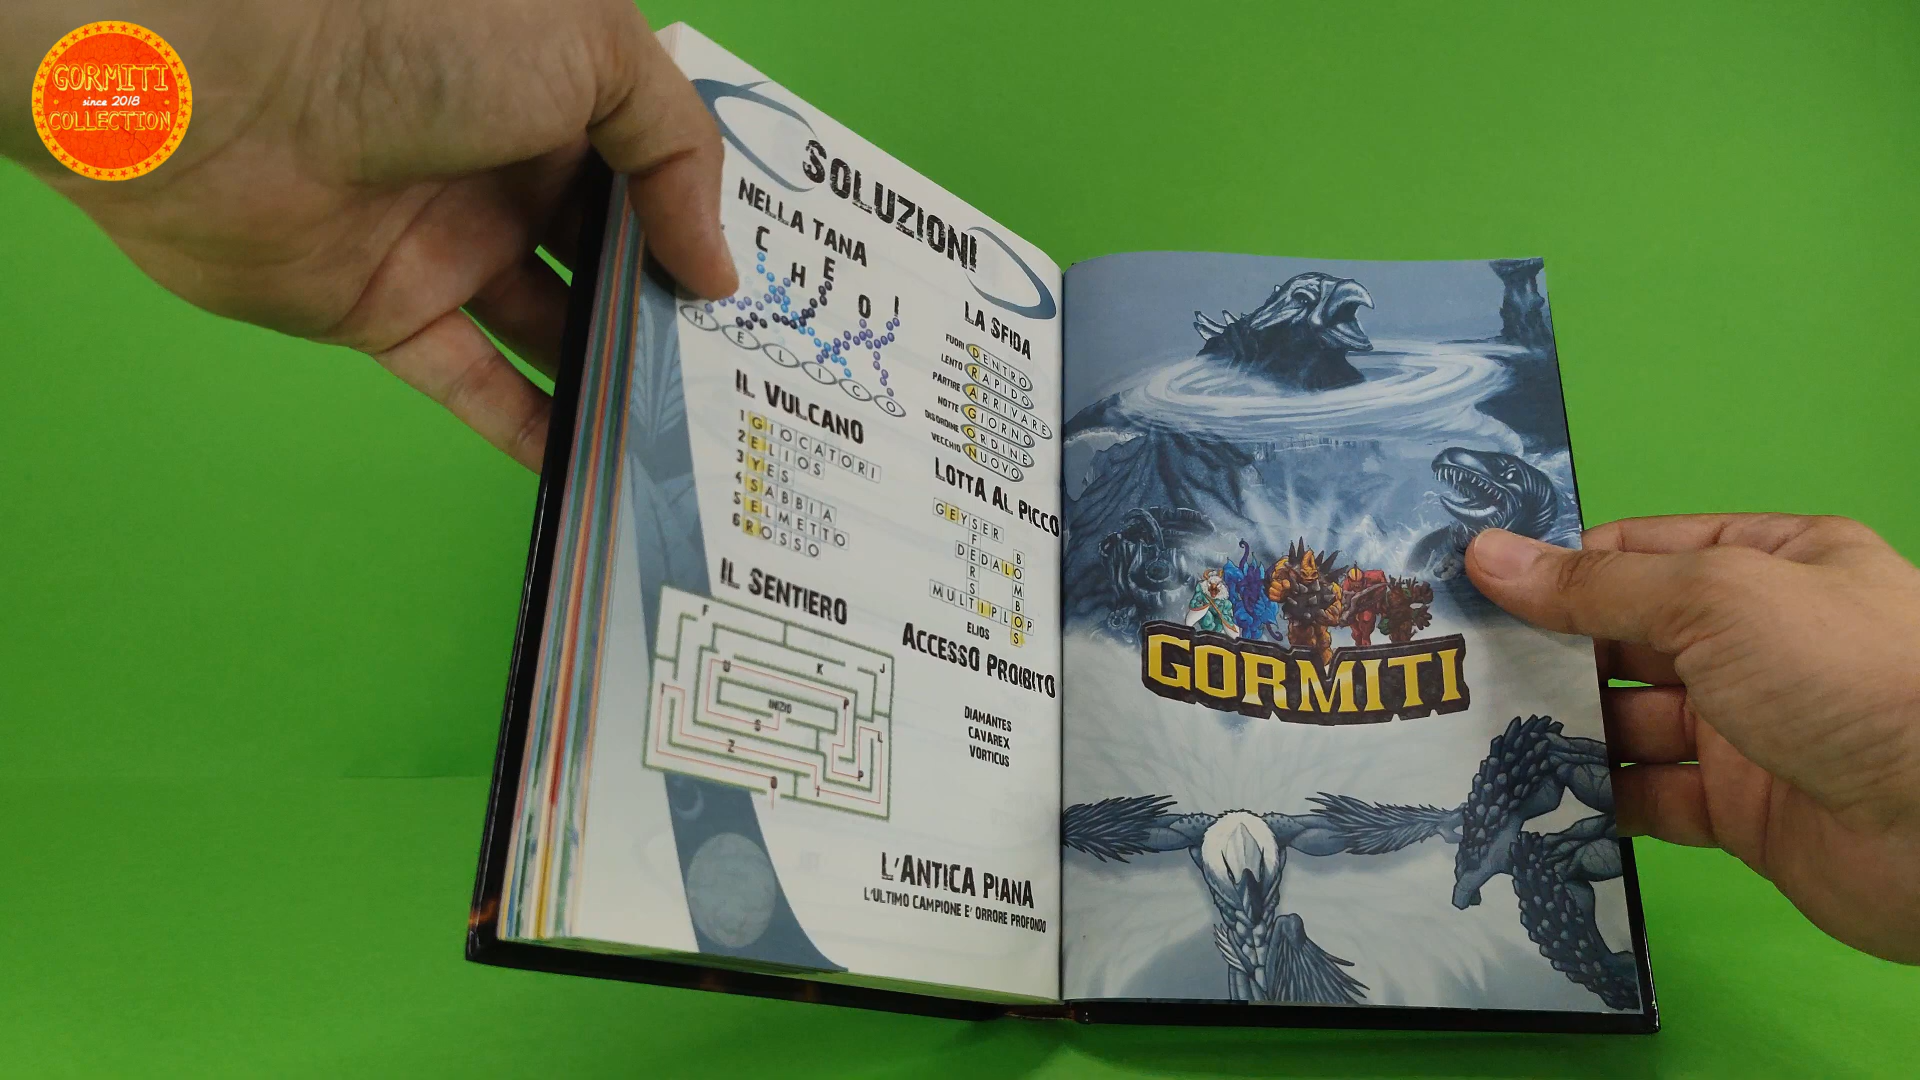 GORMITI
since 2018
COLLECTION
SOLUZIONI
NELLA TANA
C
H
E
O
I
HELICO
IL VULCANO
1 GIOCATORI
2 ELIOS
3 YES
4 SABBIA
5 ELMETTO
6 ROSSO
IL SENTIERO
F
U
K
J
I
INIZIO
P
S
L
Z
P
O
I
LA SFIDA
FUORI DENTRO
LENTO RAPIDO
PARTIRE ARRIVARE
NOTTE GIORNO
DISORDINE ORDINE
VECCHIO NUOVO
LOTTA AL PICCO
GEYSER
FERSI
DEDALO
BOMBOS
MULTIPLO
ELIOS
ACCESSO PROIBITO
DIAMANTES
CAVAREX
VORTICUS
L'ANTICA PIANA
L'ULTIMO CAMPIONE E' ORRORE PROFONDO
GORMITI